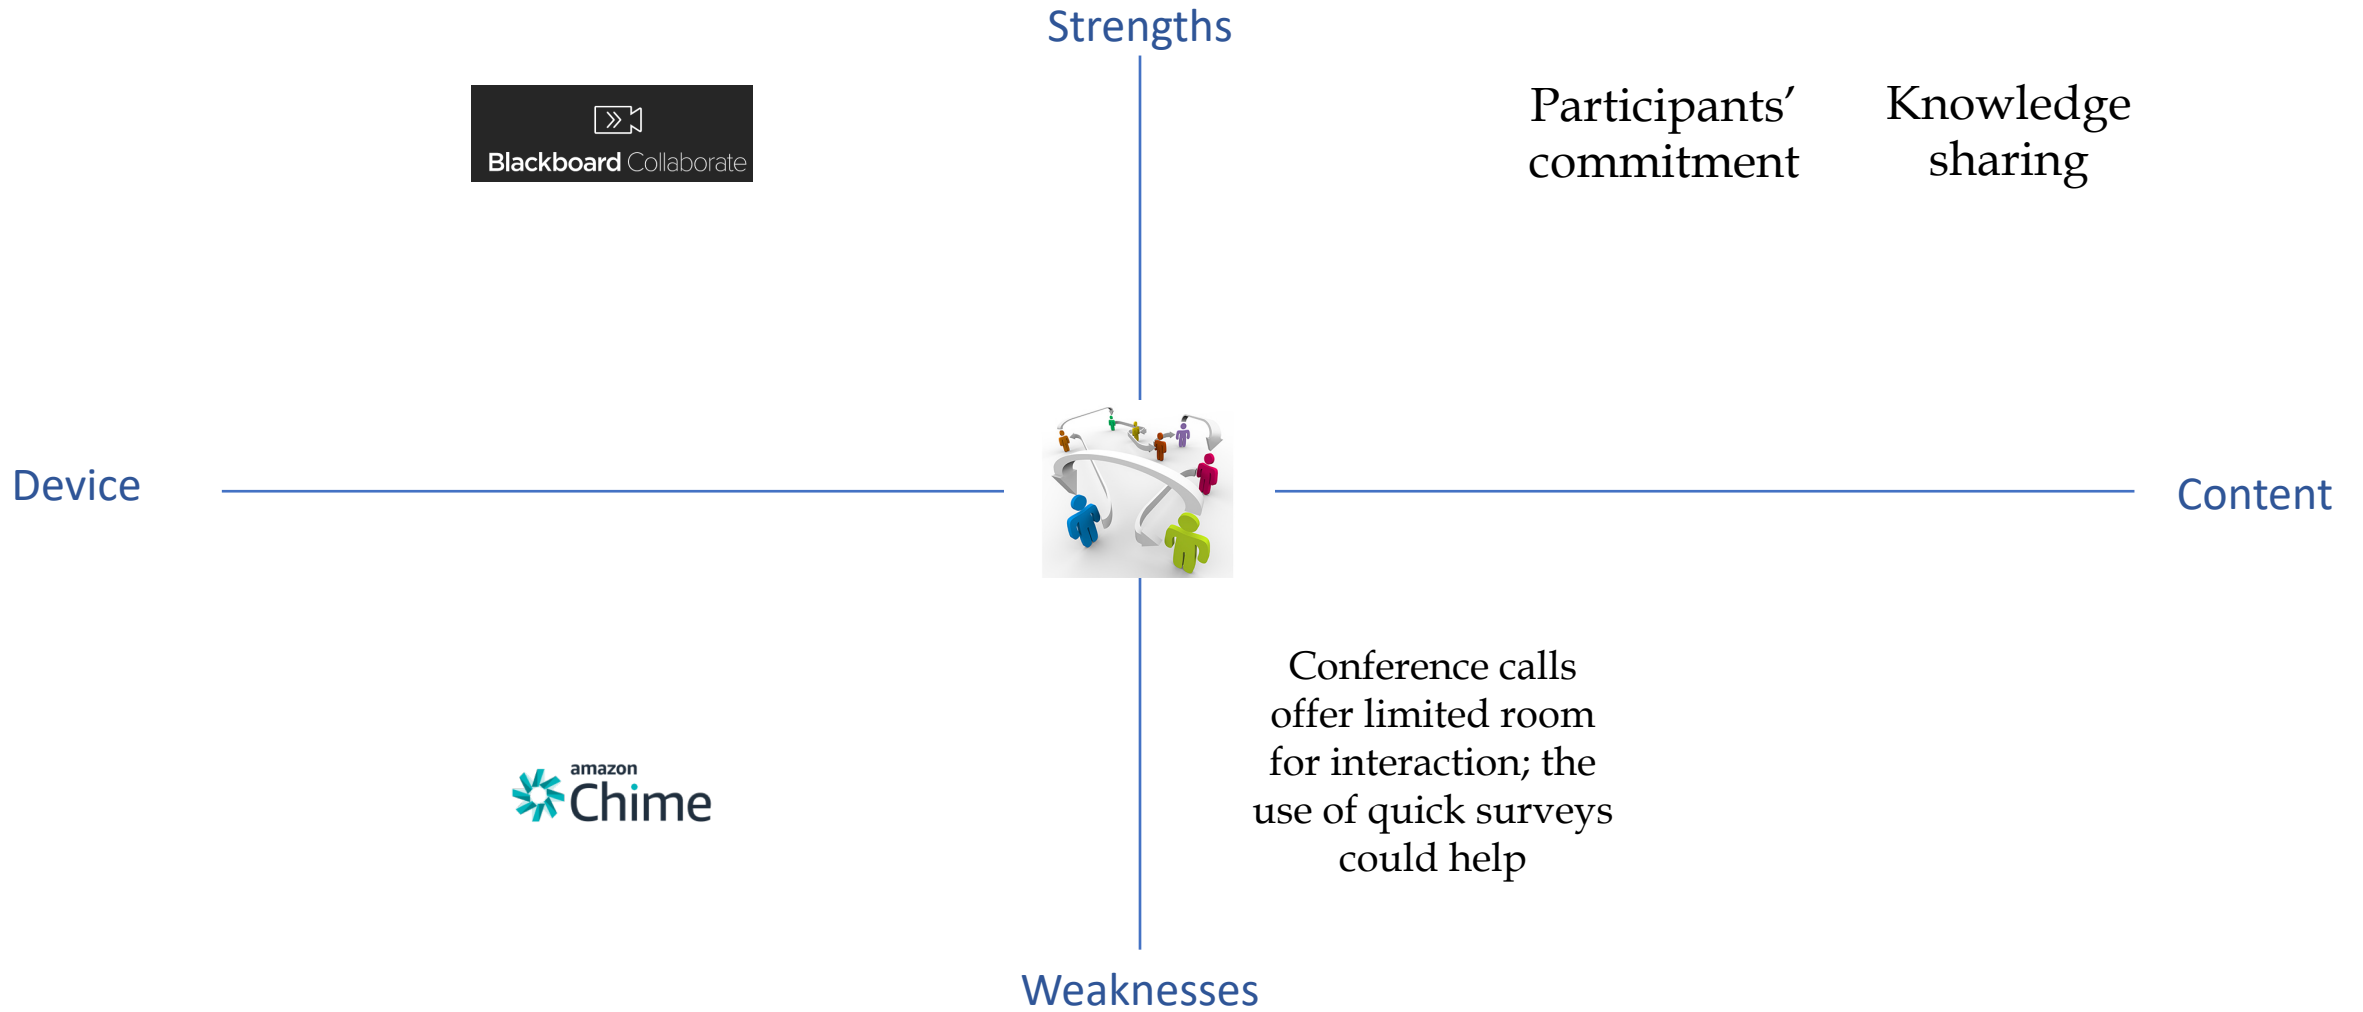 Strengths
Blackboard Collaborate
Participants’
commitment
Knowledge
sharing
Device
Content
Conference calls
offer limited room
for interaction; the
use of quick surveys
could help
amazon
Chime
Weaknesses